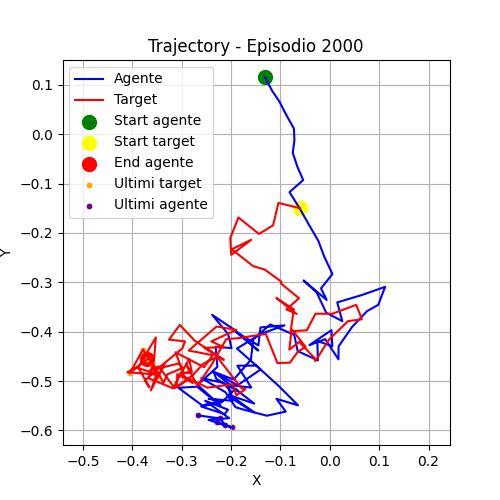 Trajectory - Episodio 2000
Agente
Target
Start agente
Start target
End agente
Ultimi target
Ultimi agente
0.1
0.0
−0.1
−0.2
−0.3
−0.4
−0.5
−0.6
Y
−0.5
−0.4
−0.3
−0.2
−0.1
0.0
0.1
0.2
X